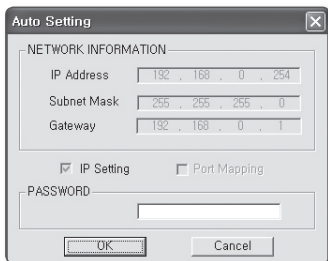 Auto Setting
NETWORK INFORMATION
IP Address 192 . 168 . 0 . 254
Subnet Mask 255 . 255 . 255 . 0
Gateway 192 . 168 . 0 . 1
IP Setting Port Mapping
PASSWORD
OK Cancel